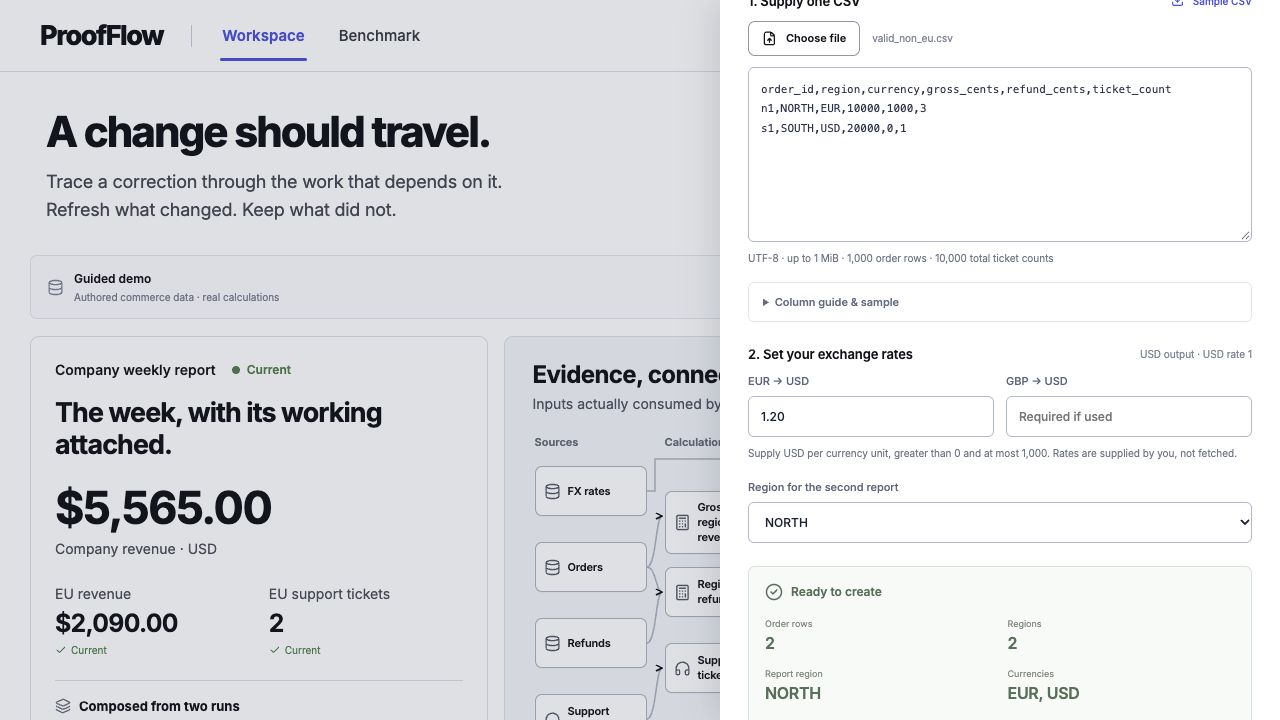 ProofFlow
Workspace
Benchmark
A change should travel.
Trace a correction through the work that depends on it.
Refresh what changed. Keep what did not.
Guided demo
Authored commerce data · real calculations
Company weekly report
Current
The week, with its working
attached.
$5,565.00
Company revenue · USD
EU revenue
$2,090.00
Current
EU support tickets
2
Current
Composed from two runs
Evidence, conne
Inputs actually consumed by
Sources
Calculation
FX rates
Orders
Refunds
Support
Gros
regio
reve
Regi
refu
Supp
ticke
1. Supply one CSV
Sample CSV
Choose file
valid_non_eu.csv
order_id,region,currency,gross_cents,refund_cents,ticket_count
n1,NORTH,EUR,10000,1000,3
s1,SOUTH,USD,20000,0,1
UTF-8 · up to 1 MiB · 1,000 order rows · 10,000 total ticket counts
Column guide & sample
2. Set your exchange rates
USD output · USD rate 1
EUR → USD
GBP → USD
1.20
Required if used
Supply USD per currency unit, greater than 0 and at most 1,000. Rates are supplied by you, not fetched.
Region for the second report
NORTH
Ready to create
Order rows
2
Regions
2
Report region
NORTH
Currencies
EUR, USD